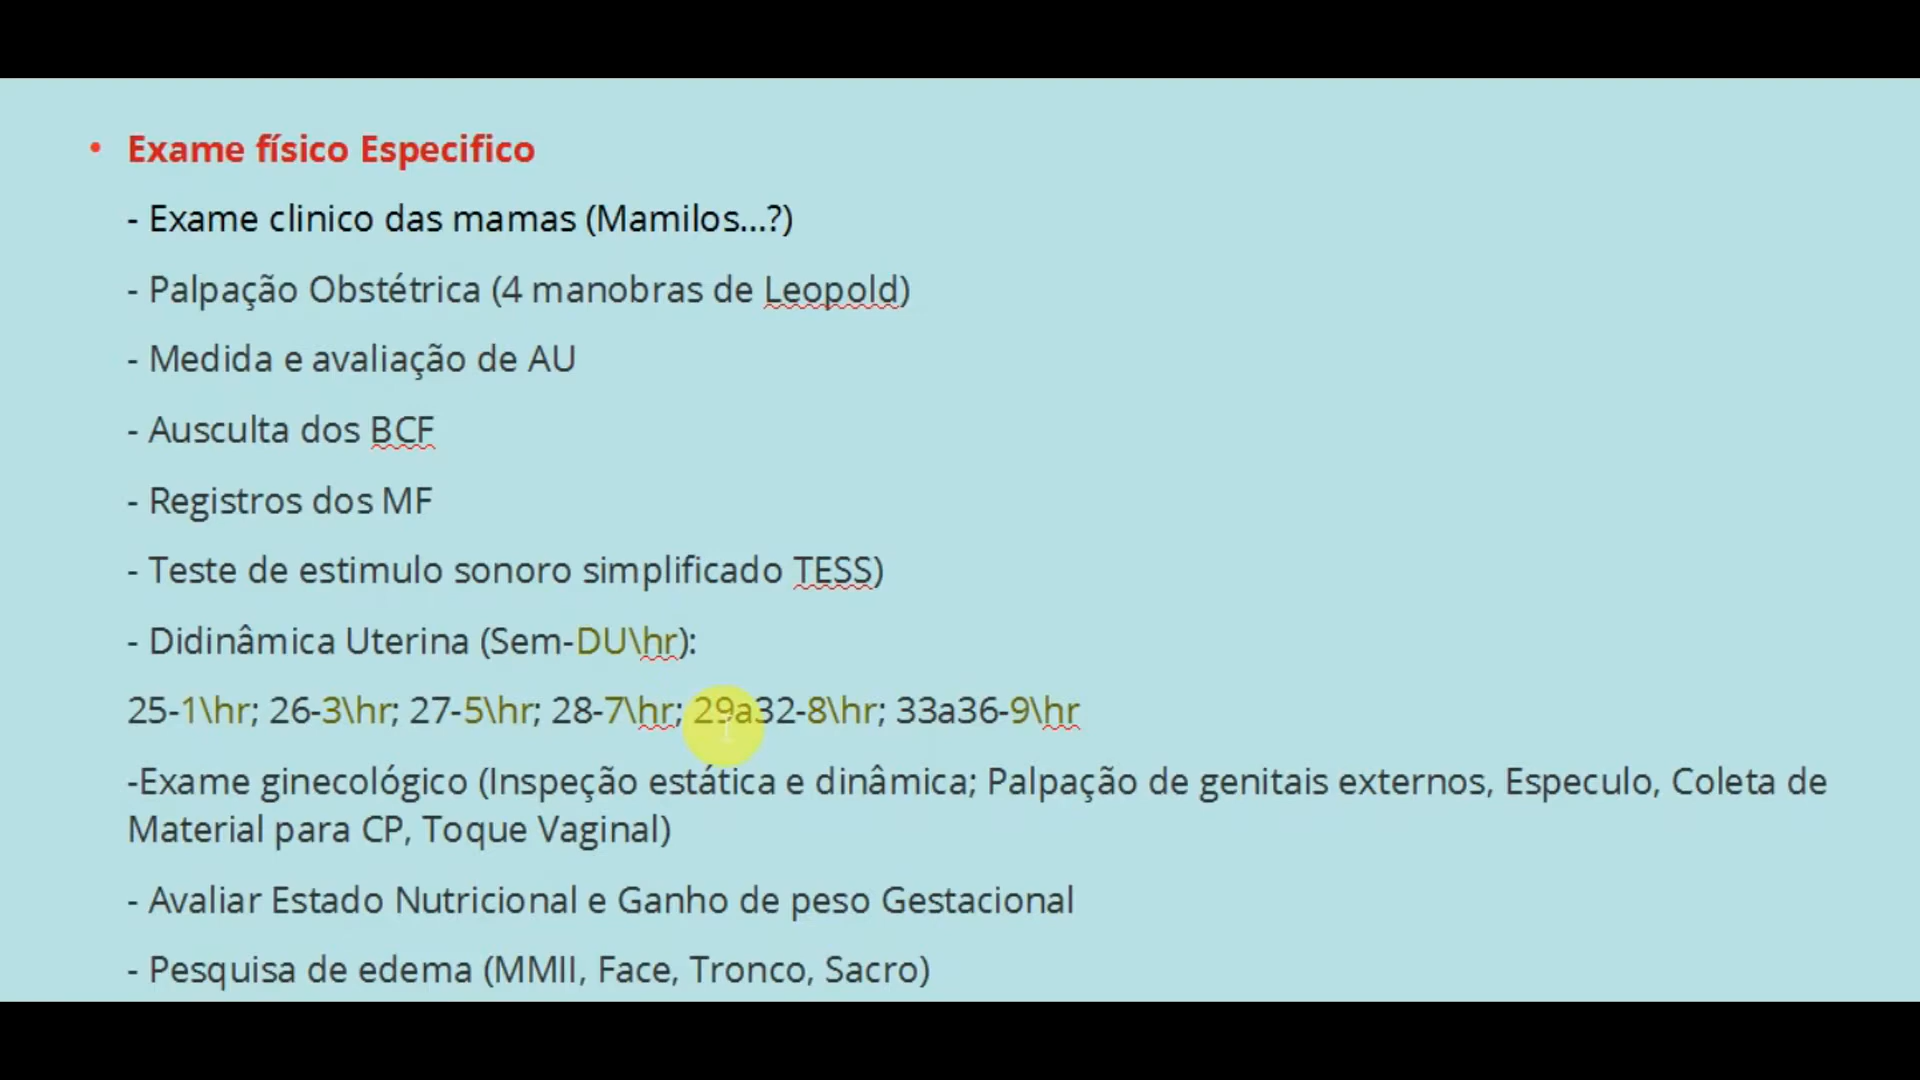 • Exame físico Especifico
- Exame clinico das mamas (Mamilos...?)
- Palpação Obstétrica (4 manobras de Leopold)
- Medida e avaliação de AU
- Ausculta dos BCF
- Registros dos MF
- Teste de estimulo sonoro simplificado TESS)
- Didinâmica Uterina (Sem-DU\hr):
25-1\hr; 26-3\hr; 27-5\hr; 28-7\hr; 29a32-8\hr; 33a36-9\hr
-Exame ginecológico (Inspeção estática e dinâmica; Palpação de genitais externos, Especulo, Coleta de
Material para CP, Toque Vaginal)
- Avaliar Estado Nutricional e Ganho de peso Gestacional
- Pesquisa de edema (MMII, Face, Tronco, Sacro)